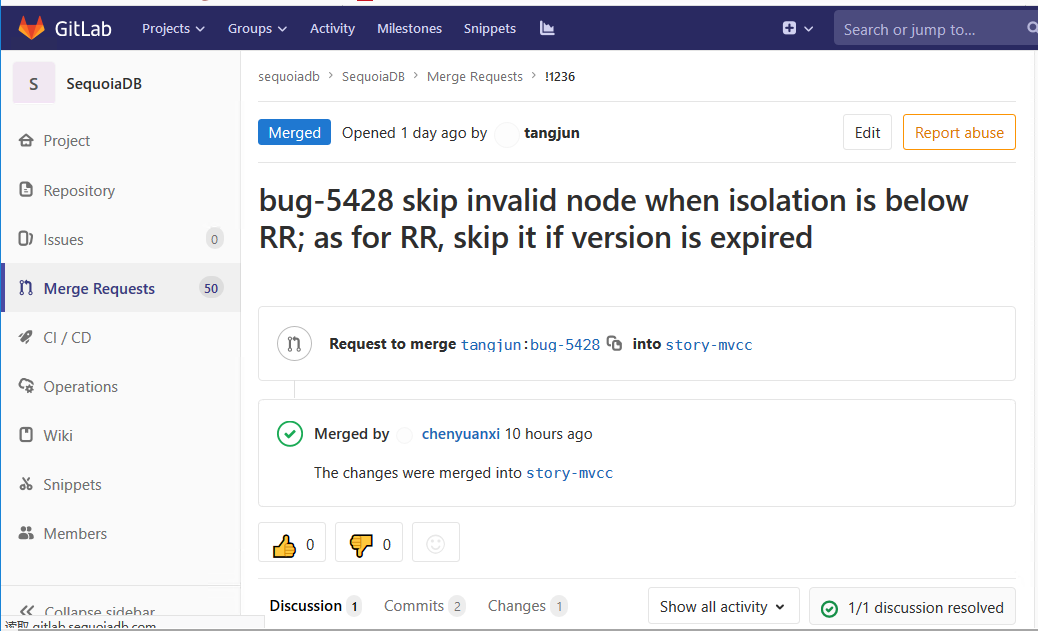 GitLab Projects Groups Activity Milestones Snippets Search or jump to...
S SequoiaDB
sequoiadb > SequoiaDB > Merge Requests > !1236
Project
Repository
Issues 0
Merge Requests 50
CI / CD
Operations
Wiki
Snippets
Members
Collapse sidebar
读取 gitlab.sequoiadb.com
Merged Opened 1 day ago by tangjun Edit Report abuse
bug-5428 skip invalid node when isolation is below
RR; as for RR, skip it if version is expired
Request to merge tangjun:bug-5428 into story-mvcc
Merged by chenyuanxi 10 hours ago
The changes were merged into story-mvcc
0 0
Discussion 1 Commits 2 Changes 1 Show all activity 1/1 discussion resolved